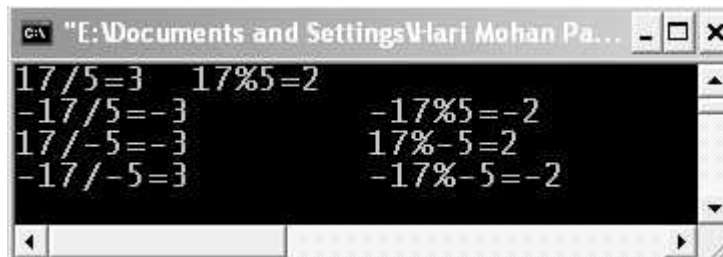 "E:\Documents and Settings\Hari Mohan Pa...
17/5=3 17%5=2
-17/5=-3 -17%5=-2
17/-5=-3 17%-5=2
-17/-5=3 -17%-5=-2